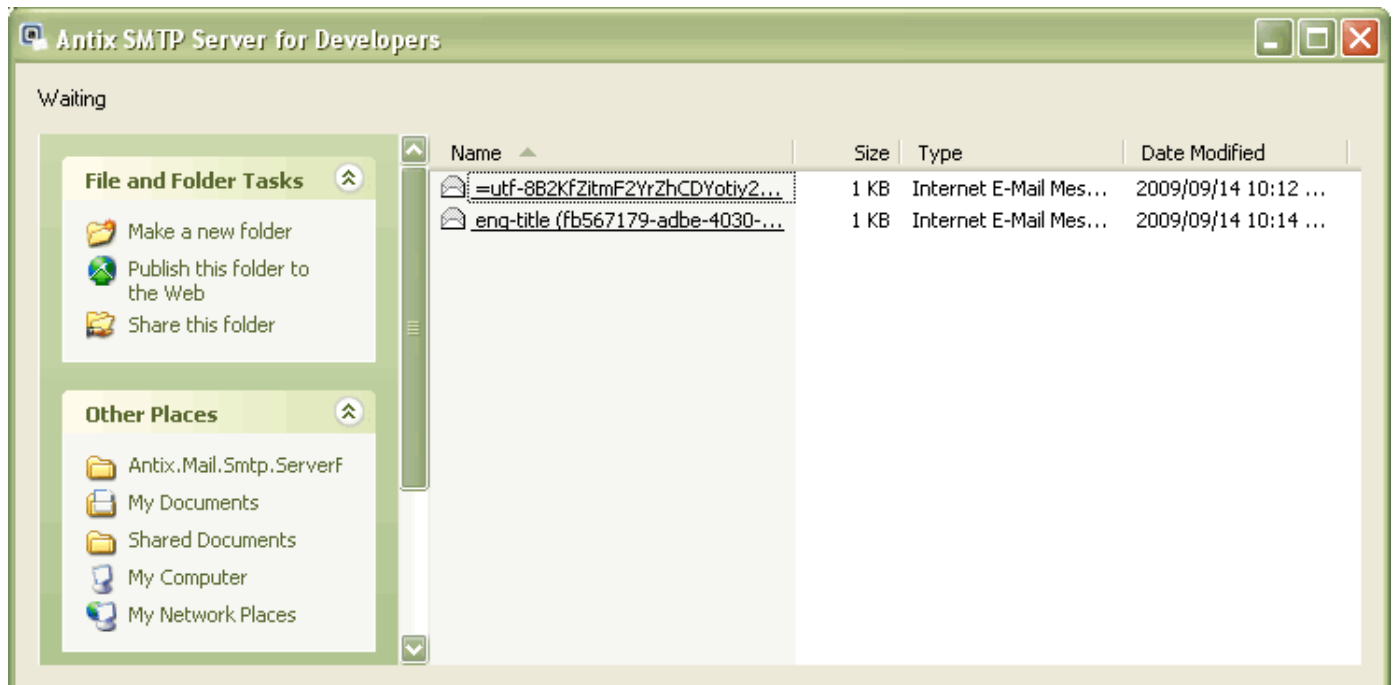 Antix SMTP Server for Developers
Waiting
File and Folder Tasks
Make a new folder
Publish this folder to
the Web
Share this folder
Other Places
Antix.Mail.Smtp.ServerF
My Documents
Shared Documents
My Computer
My Network Places
Name Size Type Date Modified
=utf-8B2KfZitmF2YrZhCDYotiy2... 1 KB Internet E-Mail Mes... 2009/09/14 10:12 ...
eng-title (fb567179-adbe-4030-... 1 KB Internet E-Mail Mes... 2009/09/14 10:14 ...